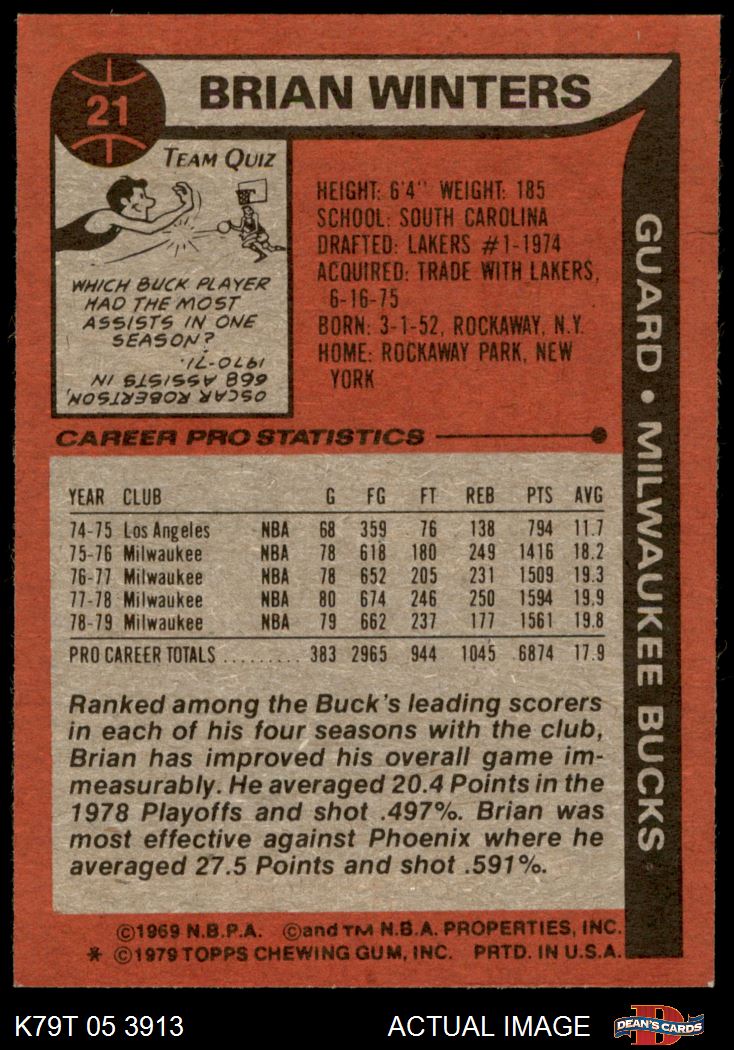 21
BRIAN WINTERS
TEAM QUIZ
WHICH BUCK PLAYER
HAD THE MOST
ASSISTS IN ONE
SEASON?
OSCAR ROBERTSON,
668 ASSISTS IN
1970-71.
HEIGHT: 6'4" WEIGHT: 185
SCHOOL: SOUTH CAROLINA
DRAFTED: LAKERS #1-1974
ACQUIRED: TRADE WITH LAKERS,
6-16-75
BORN: 3-1-52, ROCKAWAY, N.Y.
HOME: ROCKAWAY PARK, NEW
YORK
GUARD • MILWAUKEE BUCKS
CAREER PRO STATISTICS
YEAR CLUB G FG FT REB PTS AVG
74-75 Los Angeles NBA 68 359 76 138 794 11.7
75-76 Milwaukee NBA 78 618 180 249 1416 18.2
76-77 Milwaukee NBA 78 652 205 231 1509 19.3
77-78 Milwaukee NBA 80 674 246 250 1594 19.9
78-79 Milwaukee NBA 79 662 237 177 1561 19.8
PRO CAREER TOTALS ......... 383 2965 944 1045 6874 17.9
Ranked among the Buck's leading scorers
in each of his four seasons with the club,
Brian has improved his overall game im-
measurably. He averaged 20.4 Points in the
1978 Playoffs and shot .497%. Brian was
most effective against Phoenix where he
averaged 27.5 Points and shot .591%.
©1969 N.B.P.A. ©and TM N.B.A. PROPERTIES, INC.
* ©1979 TOPPS CHEWING GUM, INC. PRTD. IN U.S.A.
K79T 05 3913 ACTUAL IMAGE D DEAN'S CARDS